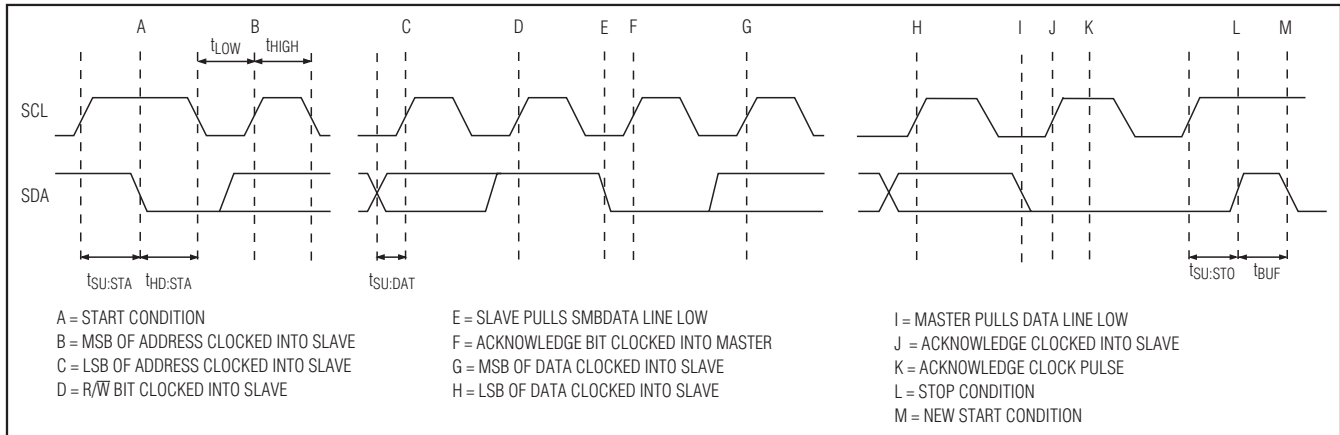 A B C D E F G H I J K L M
tLOW tHIGH
SCL
SDA
tSU:STA tHD:STA tSU:DAT tSU:STO tBUF
A = START CONDITION
B = MSB OF ADDRESS CLOCKED INTO SLAVE
C = LSB OF ADDRESS CLOCKED INTO SLAVE
D = R/W̅ BIT CLOCKED INTO SLAVE
E = SLAVE PULLS SMBDATA LINE LOW
F = ACKNOWLEDGE BIT CLOCKED INTO MASTER
G = MSB OF DATA CLOCKED INTO SLAVE
H = LSB OF DATA CLOCKED INTO SLAVE
I = MASTER PULLS DATA LINE LOW
J = ACKNOWLEDGE CLOCKED INTO SLAVE
K = ACKNOWLEDGE CLOCK PULSE
L = STOP CONDITION
M = NEW START CONDITION